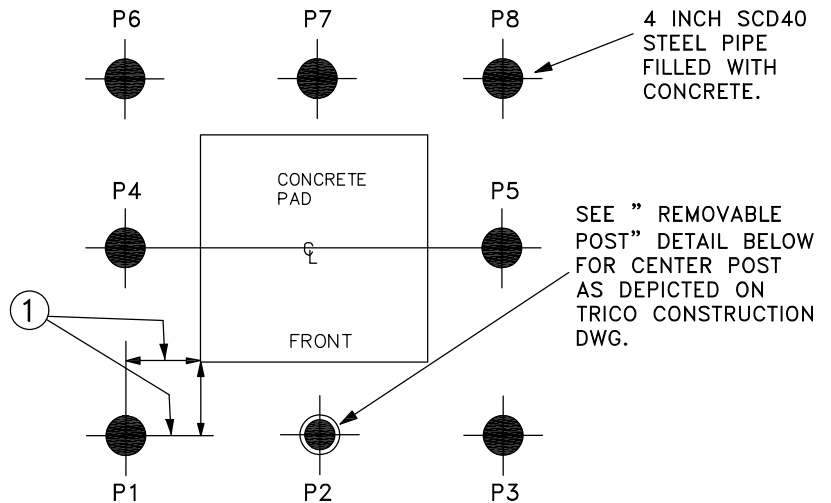 P6
P7
P8
4 INCH SCD40
STEEL PIPE
FILLED WITH
CONCRETE.
P4
CONCRETE
PAD
P5
℄
SEE ” REMOVABLE
POST” DETAIL BELOW
FOR CENTER POST
AS DEPICTED ON
TRICO CONSTRUCTION
DWG.
1
FRONT
P1
P2
P3